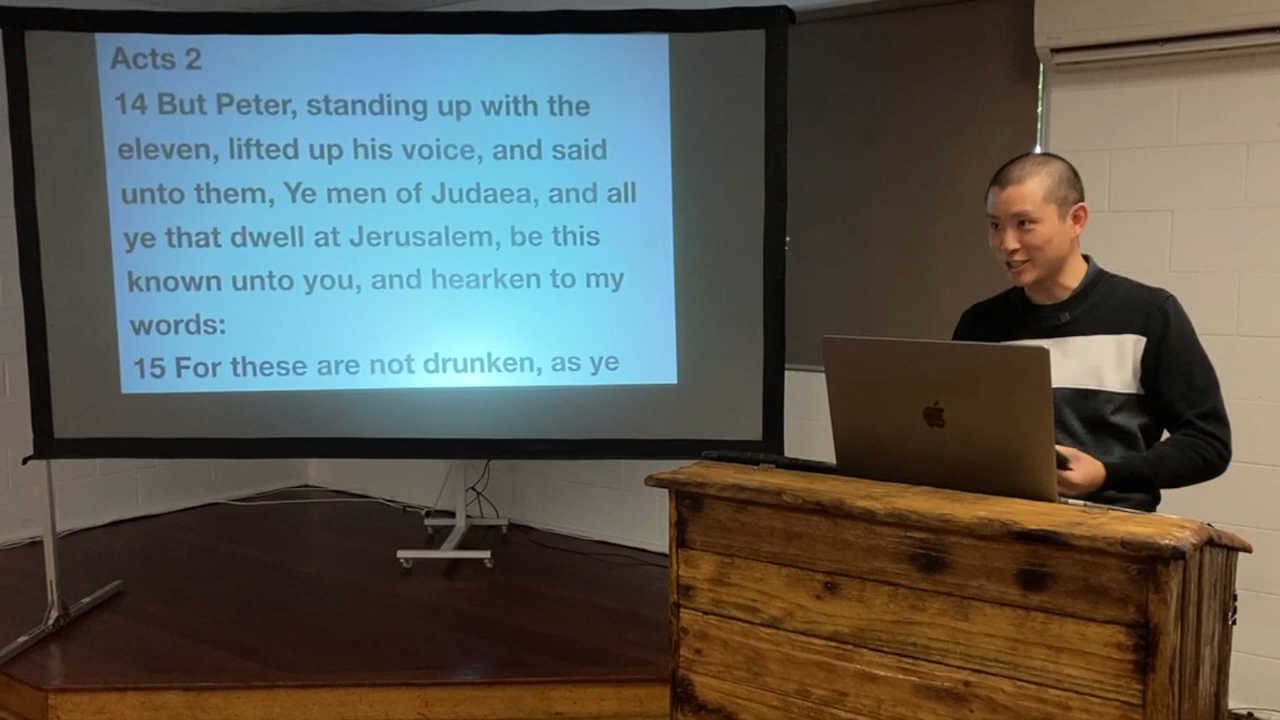 Acts 2
14 But Peter, standing up with the
eleven, lifted up his voice, and said
unto them, Ye men of Judaea, and all
ye that dwell at Jerusalem, be this
known unto you, and hearken to my
words:
15 For these are not drunken, as ye